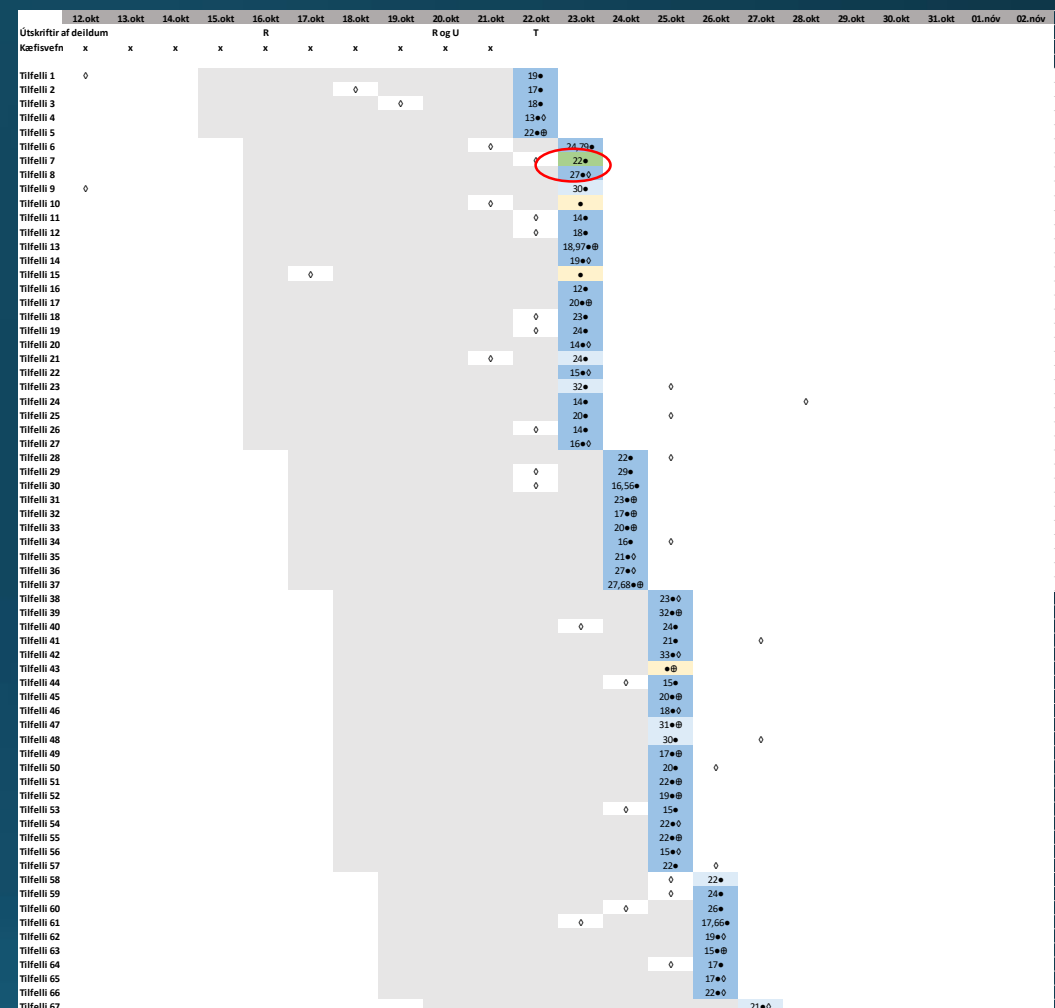 12.okt 13.okt 14.okt 15.okt 16.okt 17.okt 18.okt 19.okt 20.okt 21.okt 22.okt 23.okt 24.okt 25.okt 26.okt 27.okt 28.okt 29.okt 30.okt 31.okt 01.nóv 02.nóv
Útskriftir af deildum R R og U T
Kæfisvefn x x x x x x x x x x
Tilfelli 1 ◊ 19●
Tilfelli 2 ◊ 17●
Tilfelli 3 ◊ 18●
Tilfelli 4 13●◊
Tilfelli 5 22●⊕
Tilfelli 6 ◊ 24,79●
Tilfelli 7 ◊ 22●
Tilfelli 8 27●◊
Tilfelli 9 ◊ 30●
Tilfelli 10 ◊ ●
Tilfelli 11 ◊ 14●
Tilfelli 12 ◊ 18●
Tilfelli 13 18,97●⊕
Tilfelli 14 19●◊
Tilfelli 15 ◊ ●
Tilfelli 16 12●
Tilfelli 17 20●⊕
Tilfelli 18 ◊ 23●
Tilfelli 19 ◊ 24●
Tilfelli 20 14●◊
Tilfelli 21 ◊ 24●
Tilfelli 22 15●◊
Tilfelli 23 32● ◊
Tilfelli 24 14● ◊
Tilfelli 25 20● ◊
Tilfelli 26 ◊ 14●
Tilfelli 27 16●◊
Tilfelli 28 22● ◊
Tilfelli 29 ◊ 29●
Tilfelli 30 ◊ 16,56●
Tilfelli 31 23●⊕
Tilfelli 32 17●⊕
Tilfelli 33 20●⊕
Tilfelli 34 16● ◊
Tilfelli 35 21●◊
Tilfelli 36 27●◊
Tilfelli 37 27,68●⊕
Tilfelli 38 23●◊
Tilfelli 39 32●⊕
Tilfelli 40 ◊ 24●
Tilfelli 41 21● ◊
Tilfelli 42 33●◊
Tilfelli 43 ●⊕
Tilfelli 44 ◊ 15●
Tilfelli 45 20●⊕
Tilfelli 46 18●◊
Tilfelli 47 31●⊕
Tilfelli 48 30● ◊
Tilfelli 49 17●⊕
Tilfelli 50 20● ◊
Tilfelli 51 22●⊕
Tilfelli 52 19●⊕
Tilfelli 53 ◊ 15●
Tilfelli 54 22●◊
Tilfelli 55 22●⊕
Tilfelli 56 15●◊
Tilfelli 57 22● ◊
Tilfelli 58 ◊ 22●
Tilfelli 59 ◊ 24●
Tilfelli 60 ◊ 26●
Tilfelli 61 ◊ 17,66●
Tilfelli 62 19●◊
Tilfelli 63 15●⊕
Tilfelli 64 ◊ 17●
Tilfelli 65 17●◊
Tilfelli 66 22●◊
Tilfelli 67 21●◊